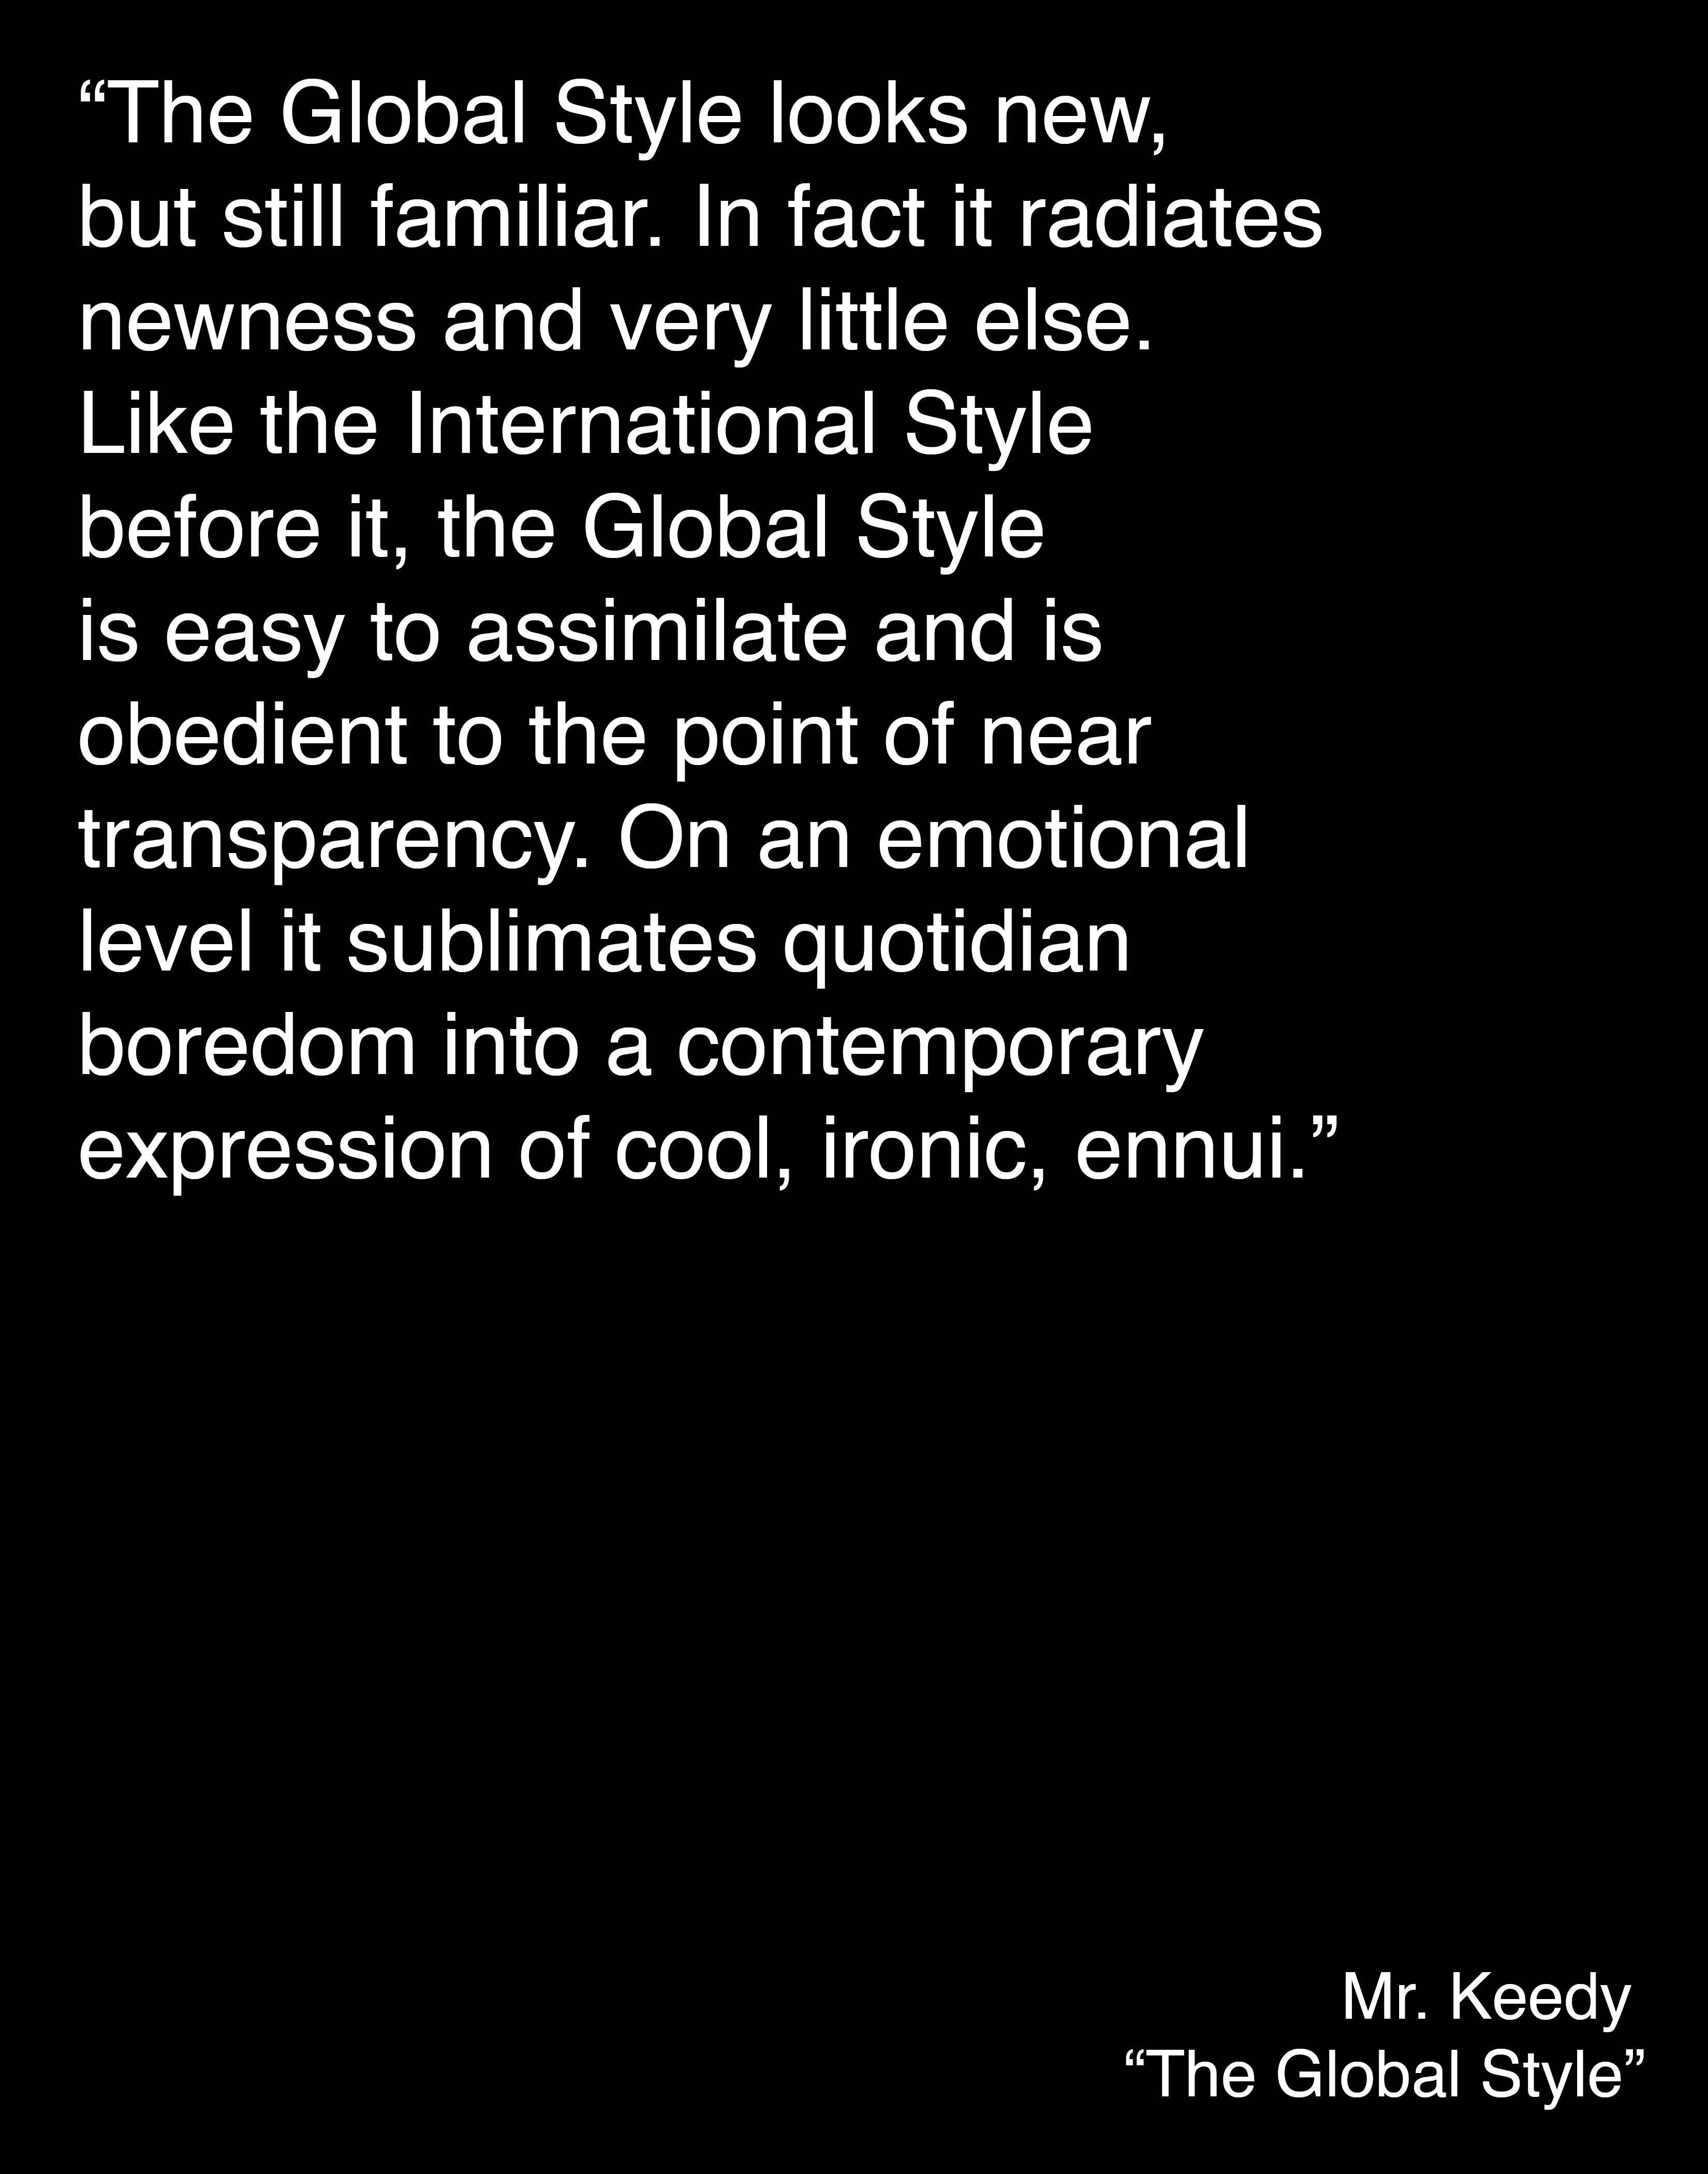 “The Global Style looks new,
but still familiar. In fact it radiates
newness and very little else.
Like the International Style
before it, the Global Style
is easy to assimilate and is
obedient to the point of near
transparency. On an emotional
level it sublimates quotidian
boredom into a contemporary
expression of cool, ironic, ennui.”
Mr. Keedy
“The Global Style”